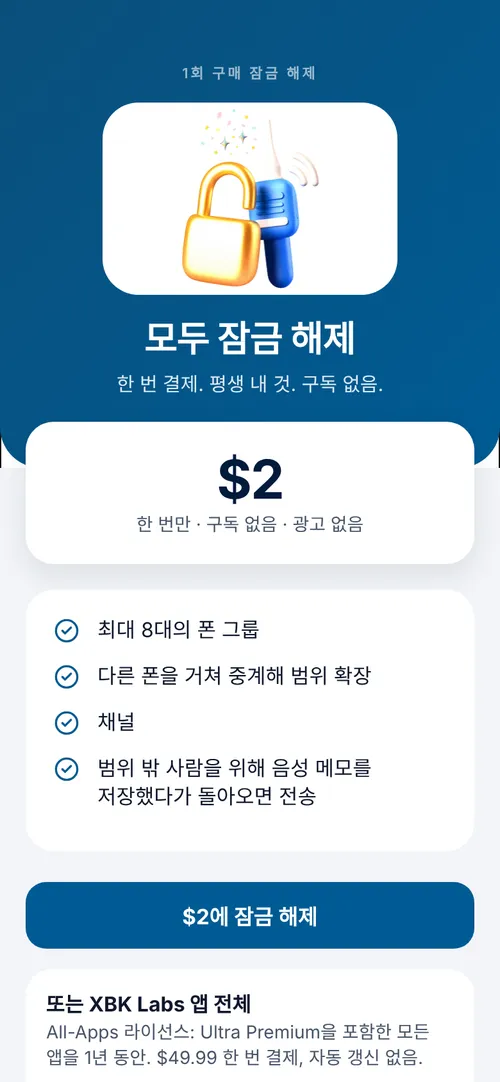 1회 구매 잠금 해제
모두 잠금 해제
한 번 결제. 평생 내 것. 구독 없음.
$2
한 번만 · 구독 없음 · 광고 없음
최대 8대의 폰 그룹
다른 폰을 거쳐 중계해 범위 확장
채널
범위 밖 사람을 위해 음성 메모를
저장했다가 돌아오면 전송
$2에 잠금 해제
또는 XBK Labs 앱 전체
All-Apps 라이선스: Ultra Premium을 포함한 모든
앱을 1년 동안. $49.99 한 번 결제, 자동 갱신 없음.